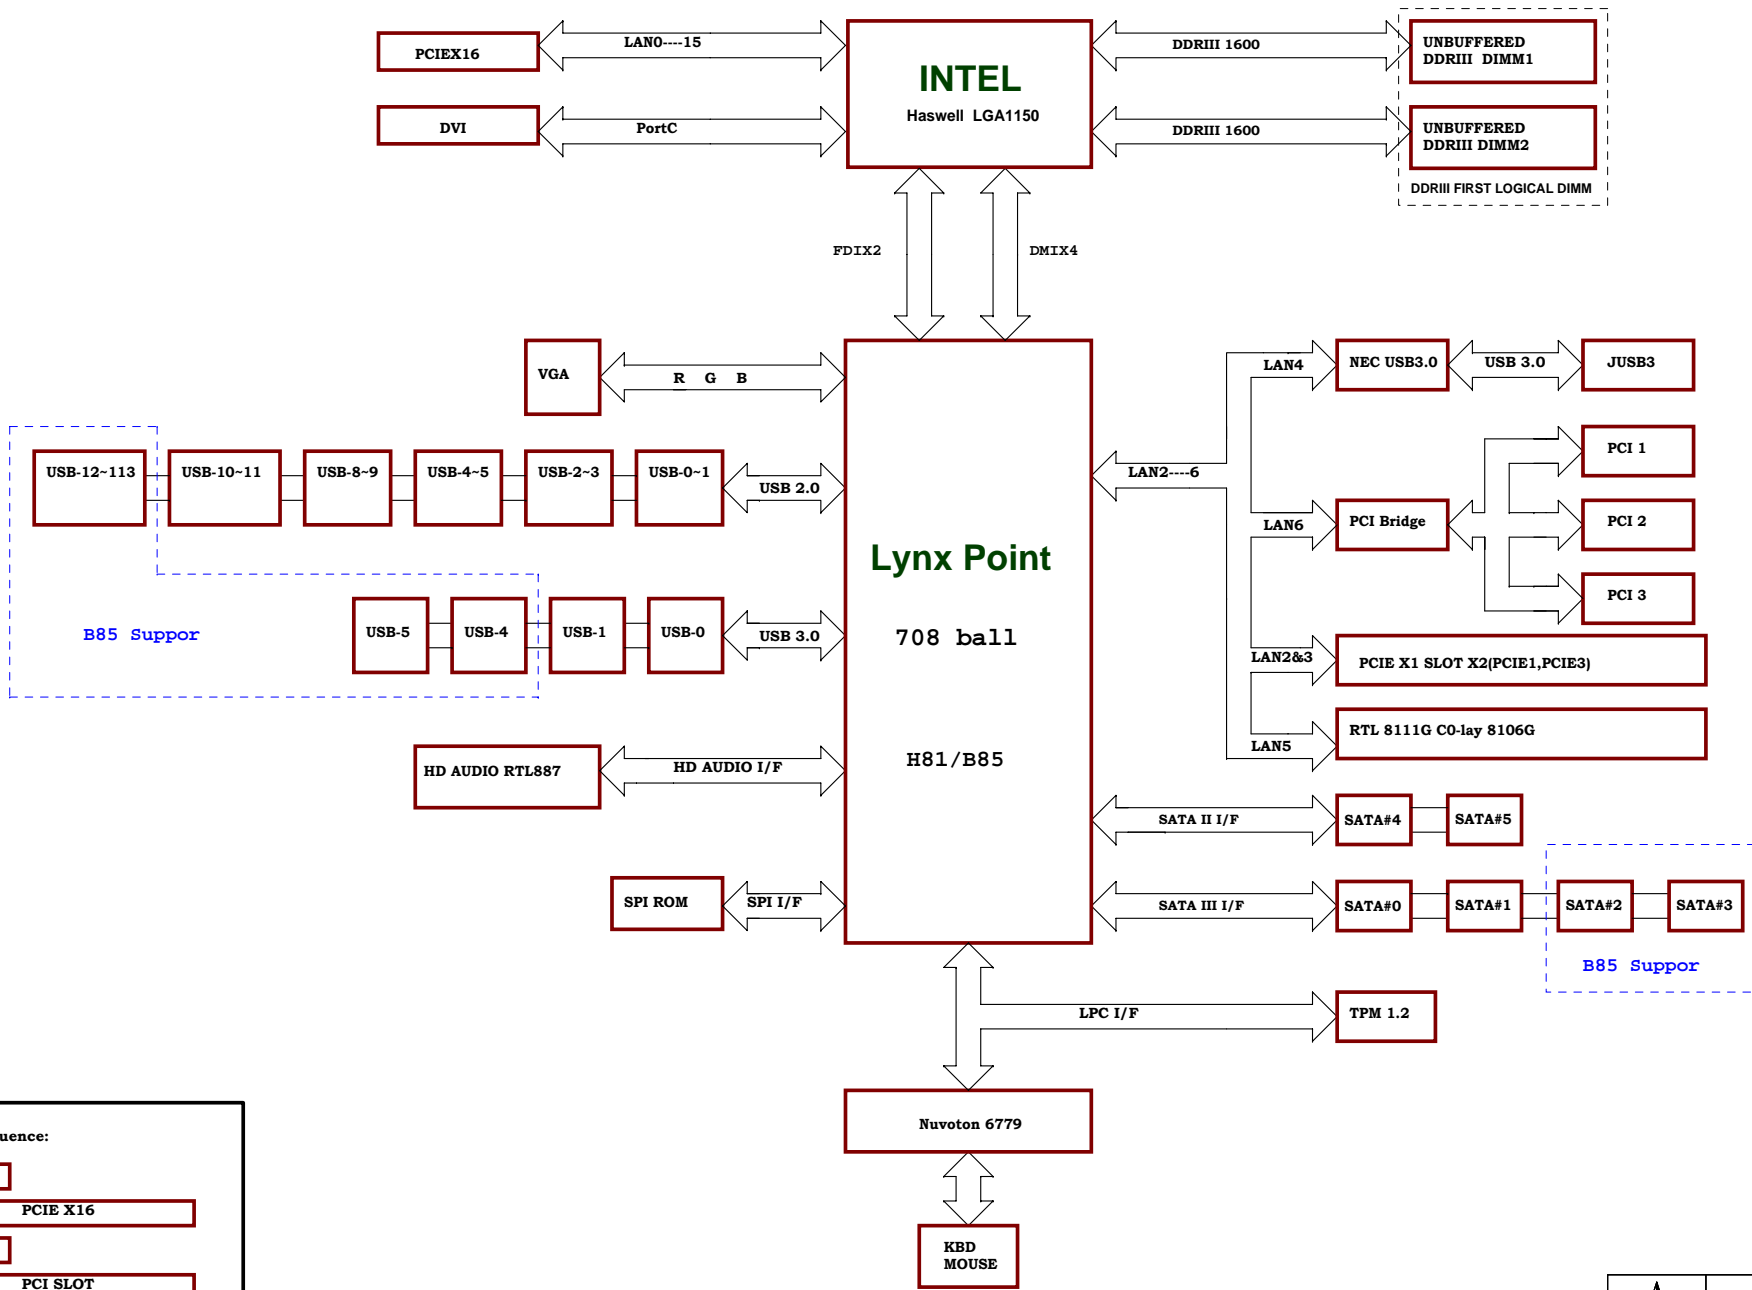 PCIEX16
LAN0----15
INTEL
Haswell LGA1150
DDRIII 1600
UNBUFFERED
DDRIII DIMM1
DVI
PortC
DDRIII 1600
UNBUFFERED
DDRIII DIMM2
DDRIII FIRST LOGICAL DIMM
FDIX2
DMIX4
VGA
R G B
LAN4
NEC USB3.0
USB 3.0
JUSB3
USB-12~113
USB-10~11
USB-8~9
USB-4~5
USB-2~3
USB-0~1
USB 2.0
LAN2----6
PCI 1
LAN6
PCI Bridge
PCI 2
Lynx Point
PCI 3
B85 Suppor
USB-5
USB-4
USB-1
USB-0
USB 3.0
708 ball
LAN2&3
PCIE X1 SLOT X2(PCIE1,PCIE3)
RTL 8111G C0-lay 8106G
LAN5
H81/B85
HD AUDIO RTL887
HD AUDIO I/F
SATA II I/F
SATA#4
SATA#5
SPI ROM
SPI I/F
SATA III I/F
SATA#0
SATA#1
SATA#2
SATA#3
B85 Suppor
LPC I/F
TPM 1.2
Nuvoton 6779
uence:
PCIE X16
KBD
MOUSE
PCI SLOT